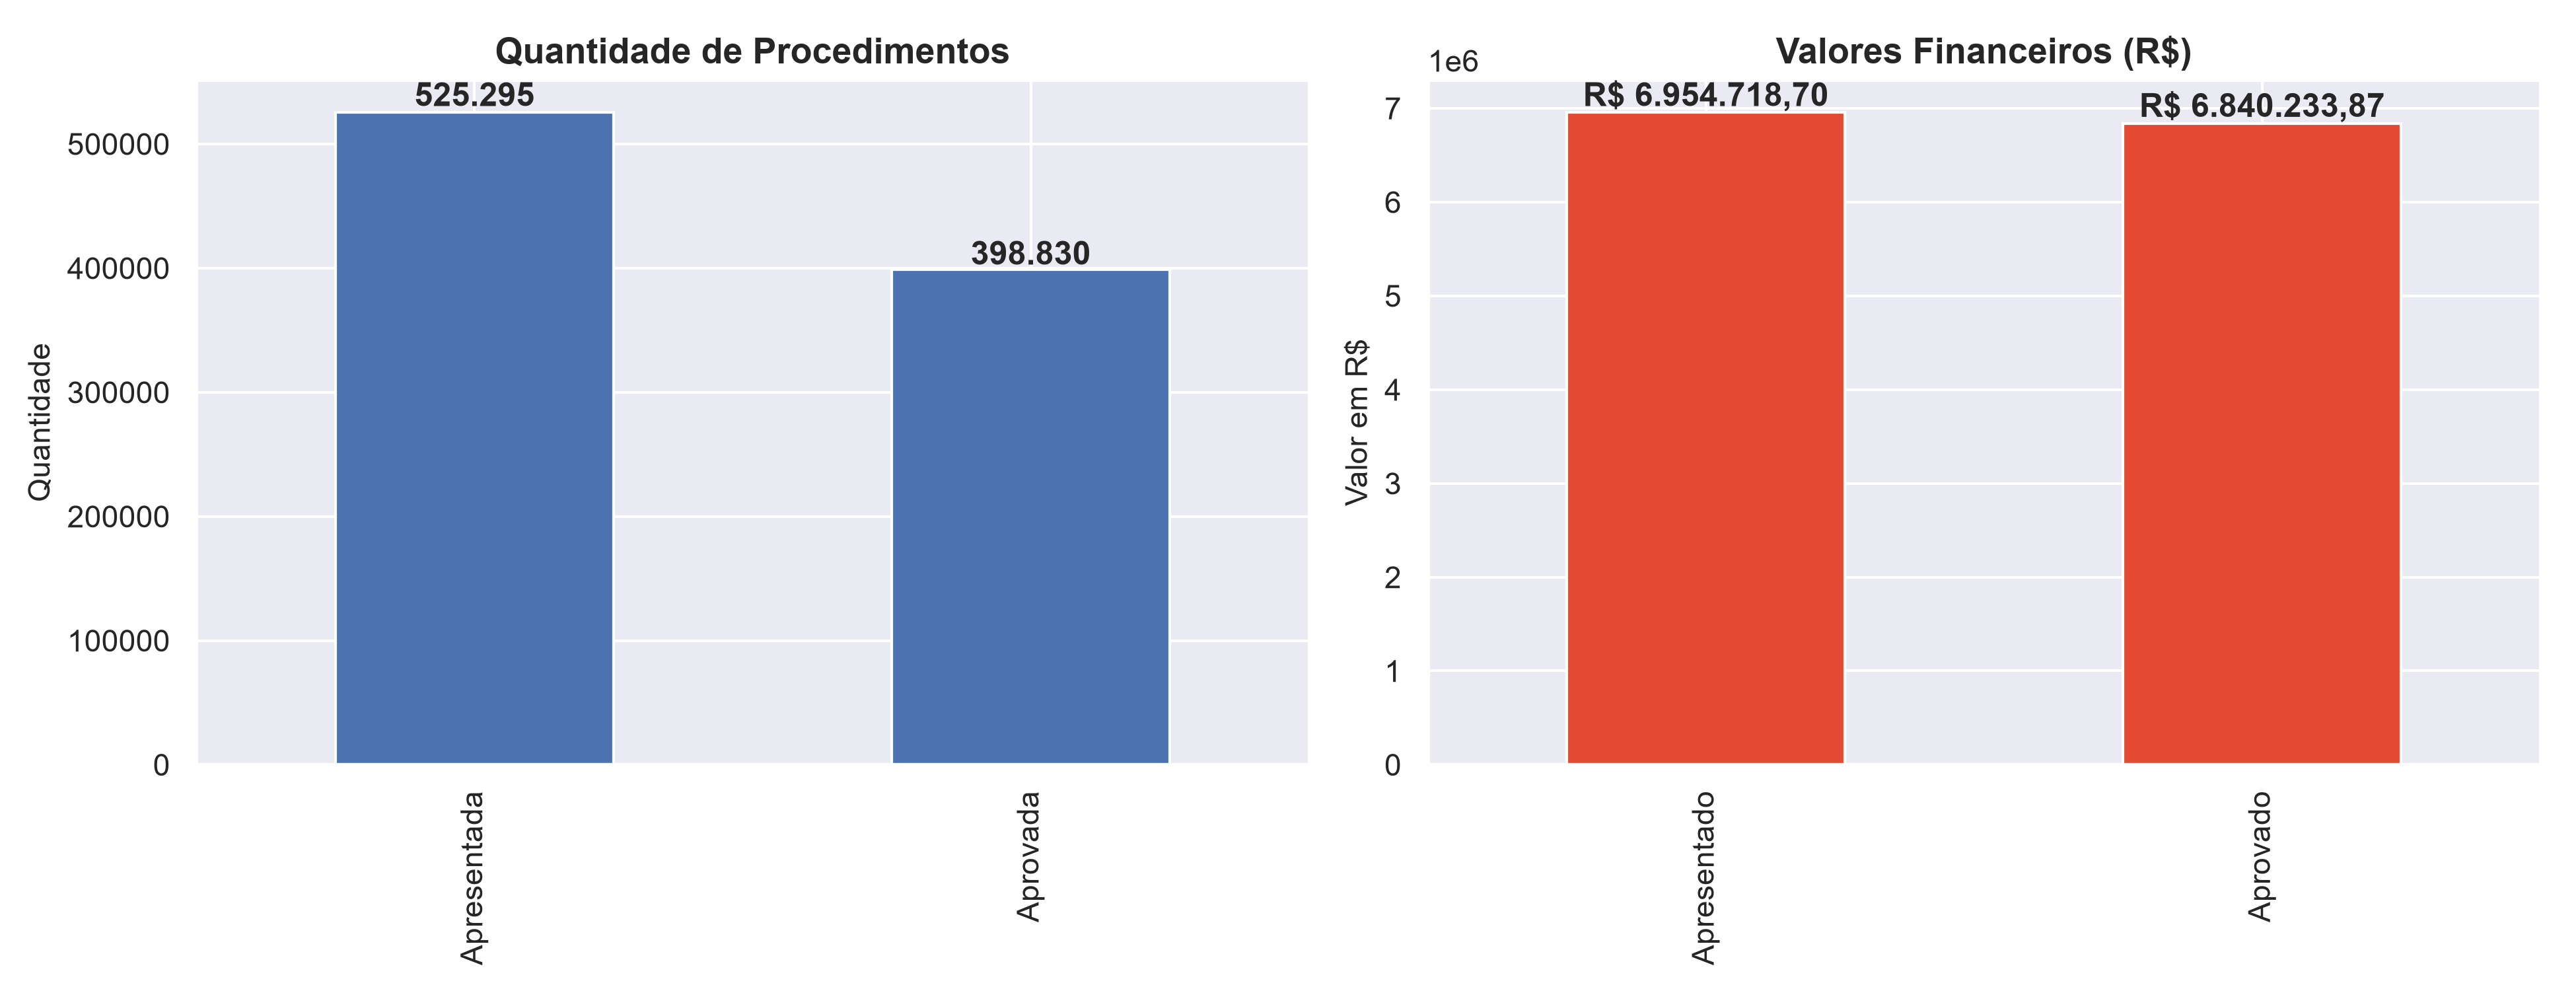 Quantidade de Procedimentos
525.295
398.830
500000
400000
300000
200000
100000
0
Quantidade
Apresentada
Aprovada
Valores Financeiros (R$)
1e6
R$ 6.954.718,70
R$ 6.840.233,87
7
6
5
4
3
2
1
0
Valor em R$
Apresentado
Aprovado